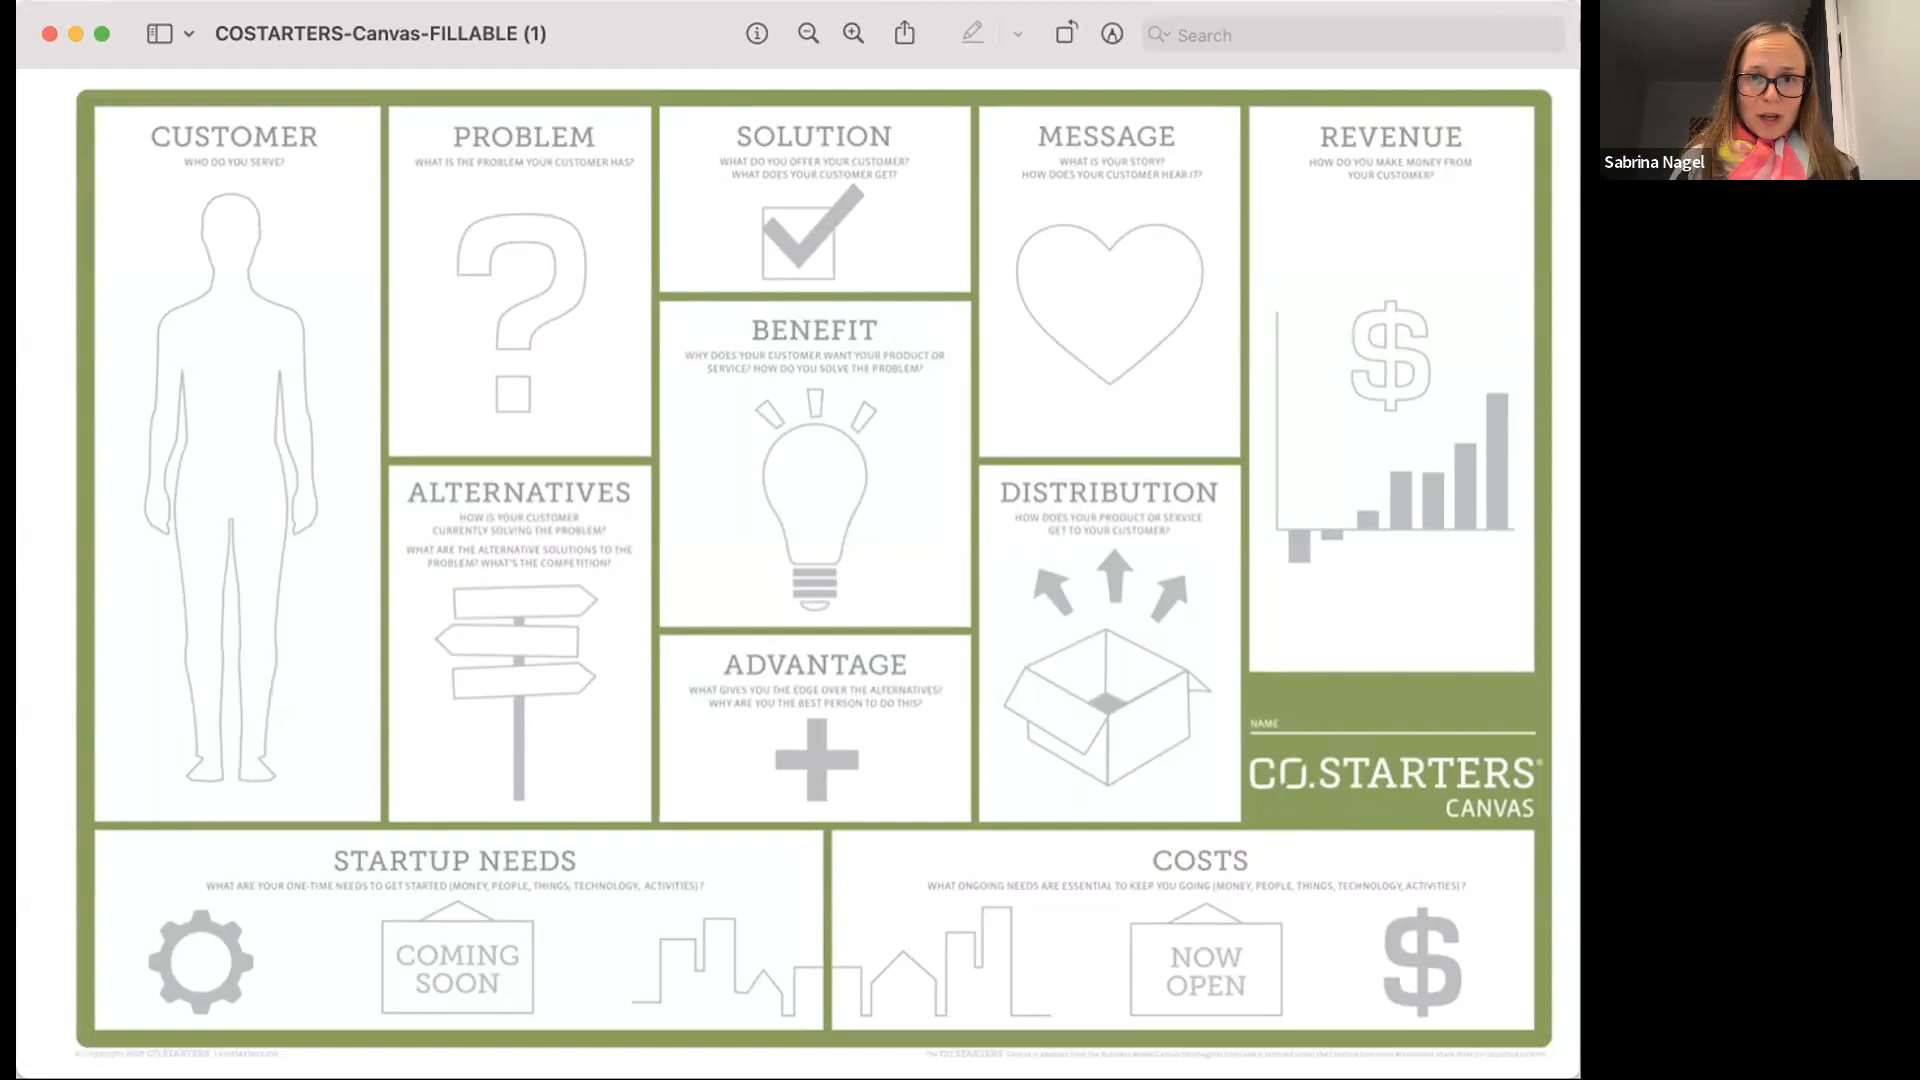 COSTARTERS-Canvas-FILLABLE (1)
Search
Sabrina Nagel
CUSTOMER
WHO DO YOU SERVE?
PROBLEM
WHAT IS THE PROBLEM YOUR CUSTOMER HAS?
ALTERNATIVES
HOW IS YOUR CUSTOMER
CURRENTLY SOLVING THE PROBLEM?
WHAT ARE THE ALTERNATIVE SOLUTIONS TO THE
PROBLEM? WHAT'S THE COMPETITION?
SOLUTION
WHAT DO YOU OFFER YOUR CUSTOMER?
WHAT DOES YOUR CUSTOMER GET?
BENEFIT
WHY DOES YOUR CUSTOMER WANT YOUR PRODUCT OR
SERVICE? HOW DO YOU SOLVE THE PROBLEM?
ADVANTAGE
WHAT GIVES YOU THE EDGE OVER THE ALTERNATIVES?
WHY ARE YOU THE BEST PERSON TO DO THIS?
MESSAGE
WHAT IS YOUR STORY?
HOW DOES YOUR CUSTOMER HEAR IT?
DISTRIBUTION
HOW DOES YOUR PRODUCT OR SERVICE
GET TO YOUR CUSTOMER?
REVENUE
HOW DO YOU MAKE MONEY FROM
YOUR CUSTOMER?
$
NAME
CO.STARTERS®
CANVAS
STARTUP NEEDS
WHAT ARE YOUR ONE-TIME NEEDS TO GET STARTED (MONEY, PEOPLE, THINGS, TECHNOLOGY, ACTIVITIES)?
COMING
SOON
COSTS
WHAT ONGOING NEEDS ARE ESSENTIAL TO KEEP YOU GOING (MONEY, PEOPLE, THINGS, TECHNOLOGY, ACTIVITIES)?
NOW
OPEN
$